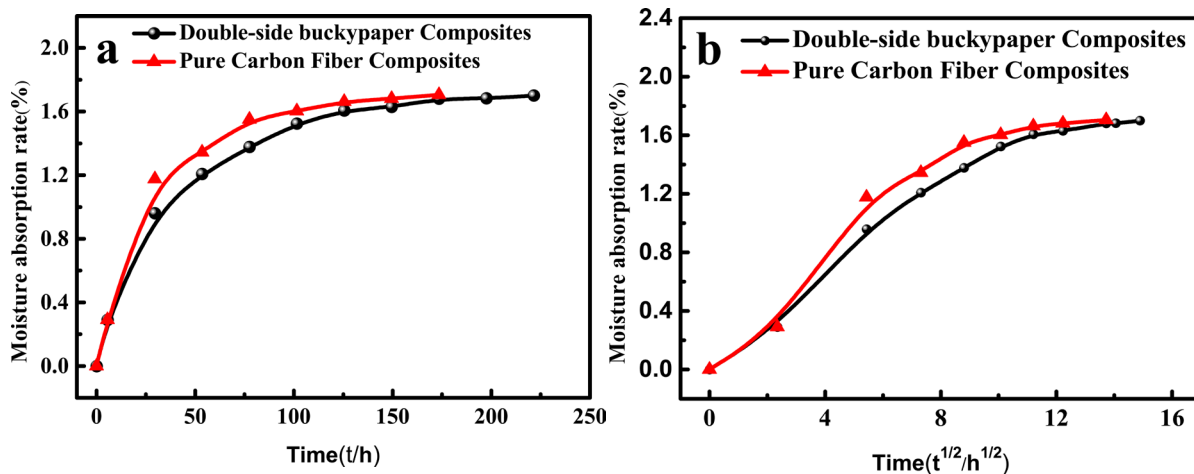 a
Double-side buckypaper Composites
Pure Carbon Fiber Composites
Moisture absorption rate(%)
2.0
1.6
1.2
0.8
0.4
0.0
0 50 100 150 200 250
Time(t/h)
b
Double-side buckypaper Composites
Pure Carbon Fiber Composites
Moisture absorption rate(%)
2.4
2.0
1.6
1.2
0.8
0.4
0.0
0 4 8 12 16
Time(t^1/2/h^1/2)